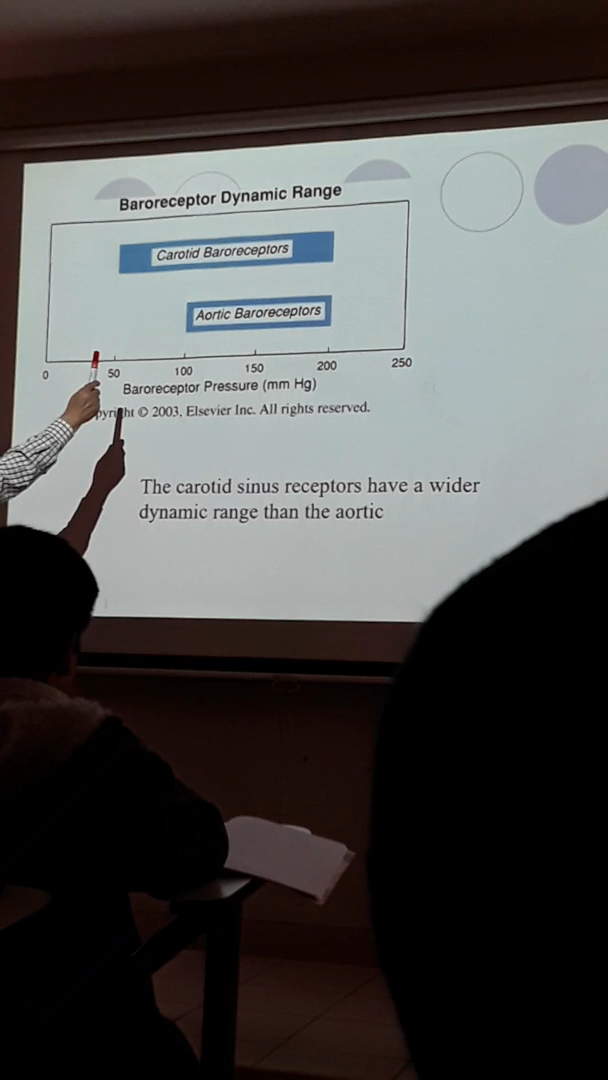 Baroreceptor Dynamic Range
Carotid Baroreceptors
Aortic Baroreceptors
0 50 100 150 200 250
Baroreceptor Pressure (mm Hg)
© 2003, Elsevier Inc. All rights reserved.
The carotid sinus receptors have a wider
dynamic range than the aortic